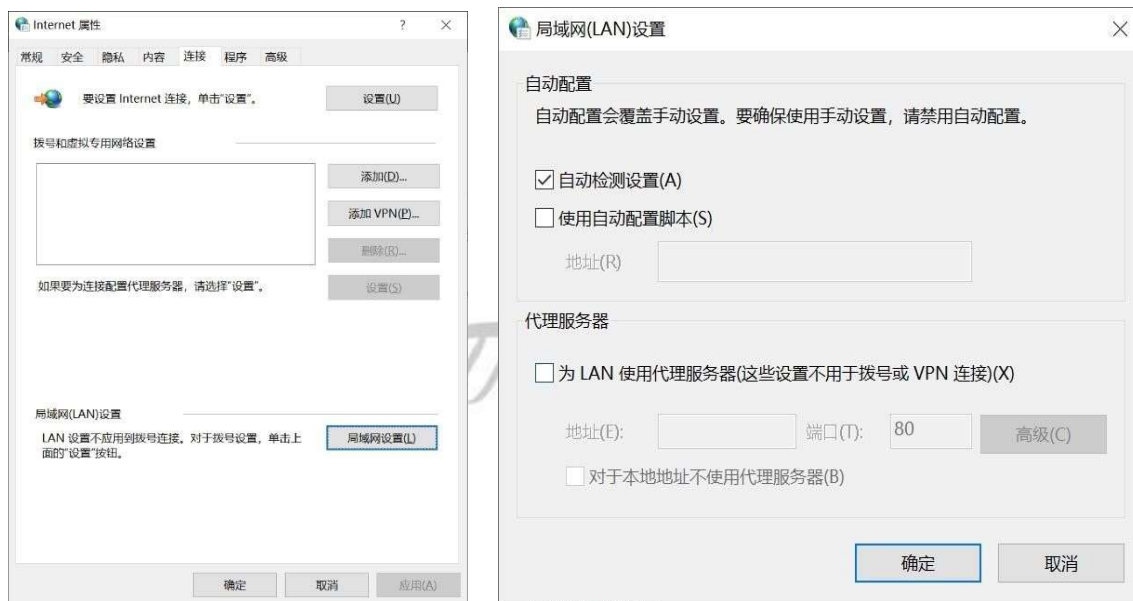 Internet 属性
常规 安全 隐私 内容 连接 程序 高级
要设置 Internet 连接，单击“设置”。
设置(U)
拨号和虚拟专用网络设置
添加(D)...
添加 VPN(P)...
删除(R)...
如果要为连接配置代理服务器，请选择“设置”。
设置(S)
局域网(LAN)设置
LAN 设置不应用到拨号连接。对于拨号设置，单击上
面的“设置”按钮。
局域网设置(L)
确定 取消 应用(A)
局域网(LAN)设置
自动配置
自动配置会覆盖手动设置。要确保使用手动设置，请禁用自动配置。
自动检测设置(A)
使用自动配置脚本(S)
地址(R)
代理服务器
为 LAN 使用代理服务器(这些设置不用于拨号或 VPN 连接)(X)
地址(E): 端口(T): 80 高级(C)
对于本地地址不使用代理服务器(B)
确定 取消